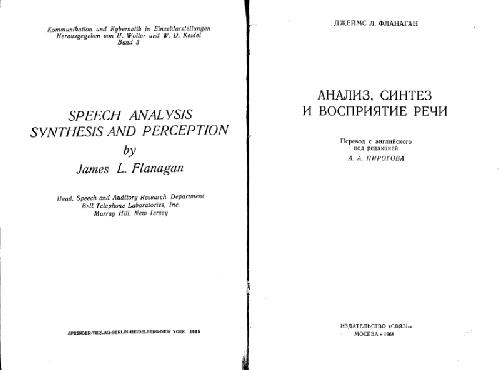 Kommunikation und Kybernetik in Einzeldarstellungen
Herausgegeben von H. Wolter und W. D. Keidel
Band 3
SPEECH ANALYSIS
SYNTHESIS AND PERCEPTION
by
James L. Flanagan
Head, Speech and Auditory Research Department
Bell Telephone Laboratories, Inc.
Murray Hill, New Jersey
SPRINGER-VERLAG-BERLIN-HEIDELBERG-NEW YORK
ДЖЕЙМС Л. ФЛАНАГАН
АНАЛИЗ, СИНТЕЗ
И ВОСПРИЯТИЕ РЕЧИ
Перевод с английского
под редакцией
А. А. ПИРОГОВА
ИЗДАТЕЛЬСТВО «СВЯЗЬ»
МОСКВА 1968